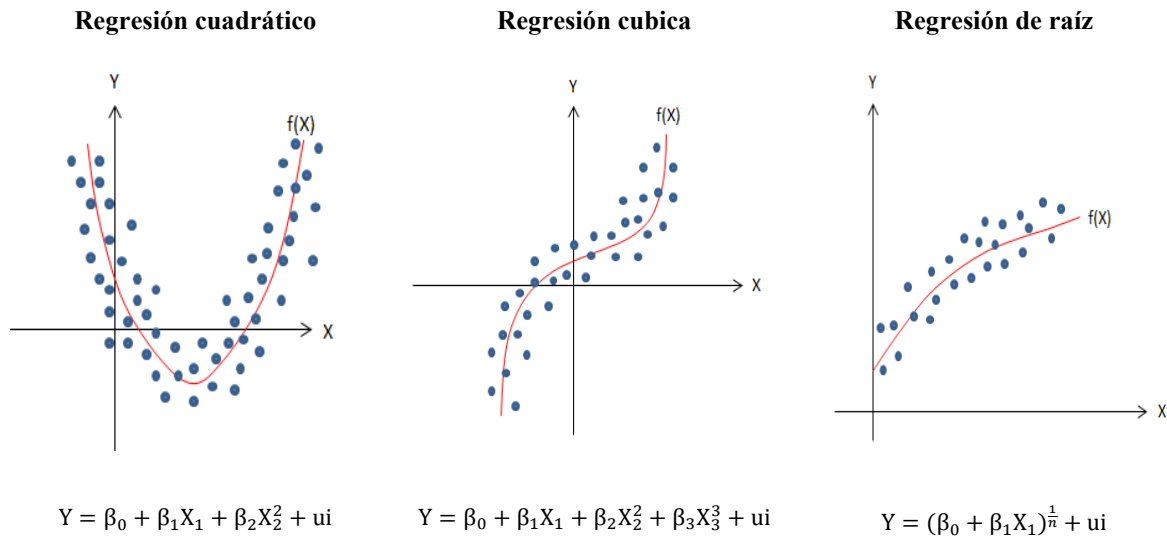 Regresión cuadrático
Regresión cubica
Regresión de raíz
Y
f(X)
X
Y
f(X)
X
Y
f(X)
X
Y = β₀ + β₁X₁ + β₂X₂² + ui
Y = β₀ + β₁X₁ + β₂X₂² + β₃X₃³ + ui
Y = (β₀ + β₁X₁)^(1/n) + ui